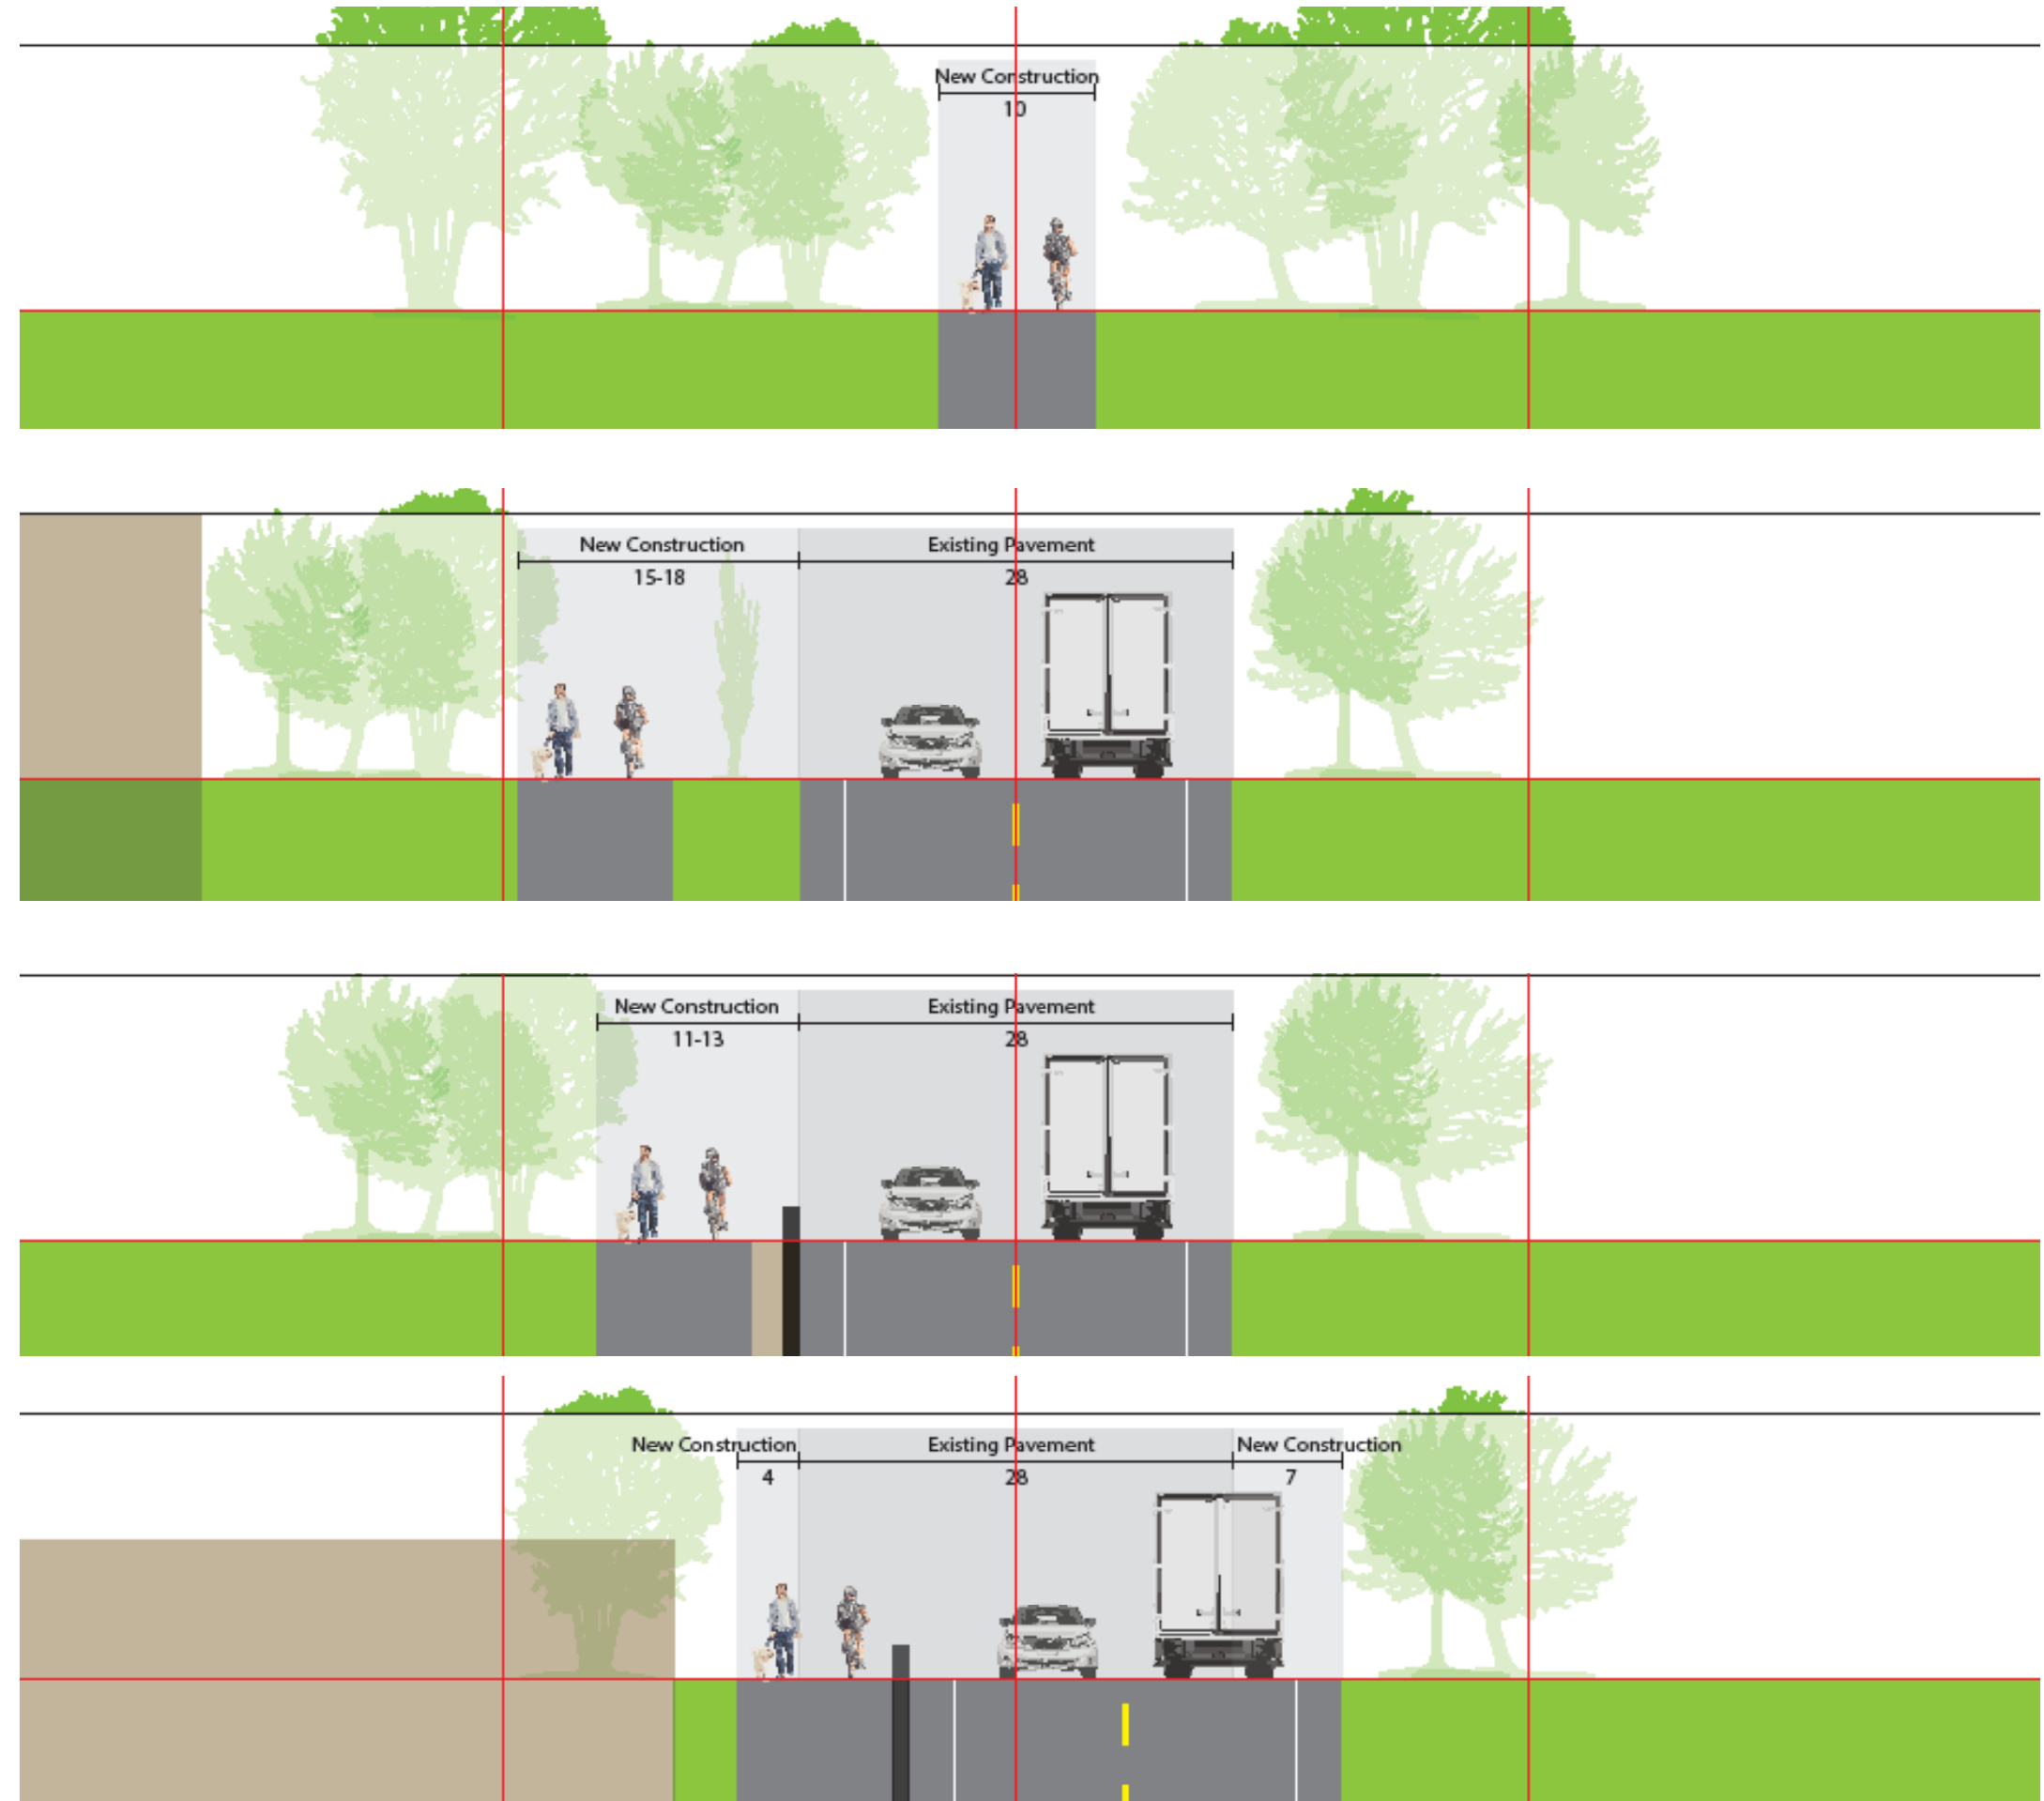 New Construction
10
New Construction Existing Pavement
15-18 28
New Construction Existing Pavement
11-13 28
New Construction Existing Pavement New Construction
4 28 7